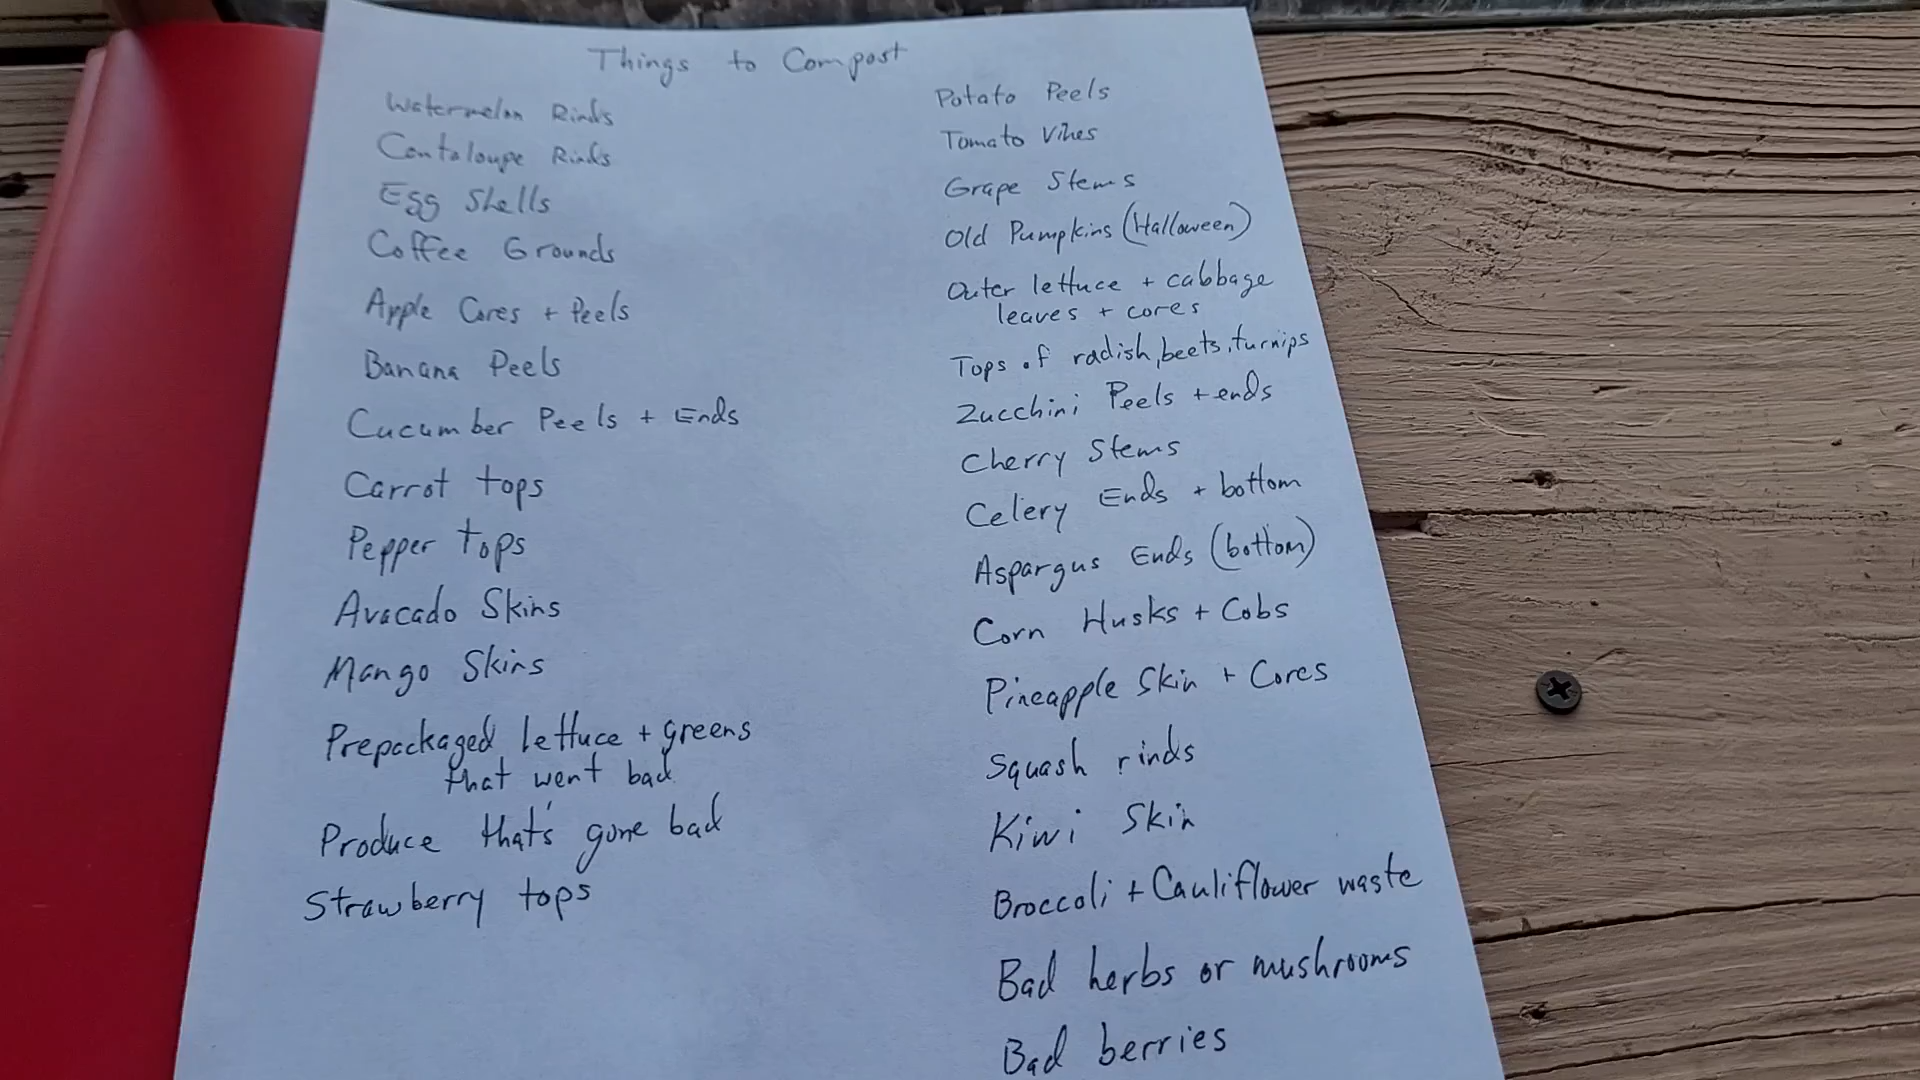 Things to Compost
Watermelon Rinds
Cantaloupe Rinds
Egg Shells
Coffee Grounds
Apple Cores + Peels
Banana Peels
Cucumber Peels + Ends
Carrot tops
Pepper tops
Avacado Skins
Mango Skins
Prepackaged lettuce + greens
that went bad
Produce that's gone bad
Strawberry tops
Potato Peels
Tomato Vines
Grape Stems
Old Pumpkins (Halloween)
Outer lettuce + cabbage
leaves + cores
Tops of radish, beets, turnips
Zucchini Peels + ends
Cherry Stems
Celery Ends + bottom
Aspargus Ends (bottom)
Corn Husks + Cobs
Pineapple Skin + Cores
Squash rinds
Kiwi Skin
Broccoli + Cauliflower waste
Bad herbs or mushrooms
Bad berries